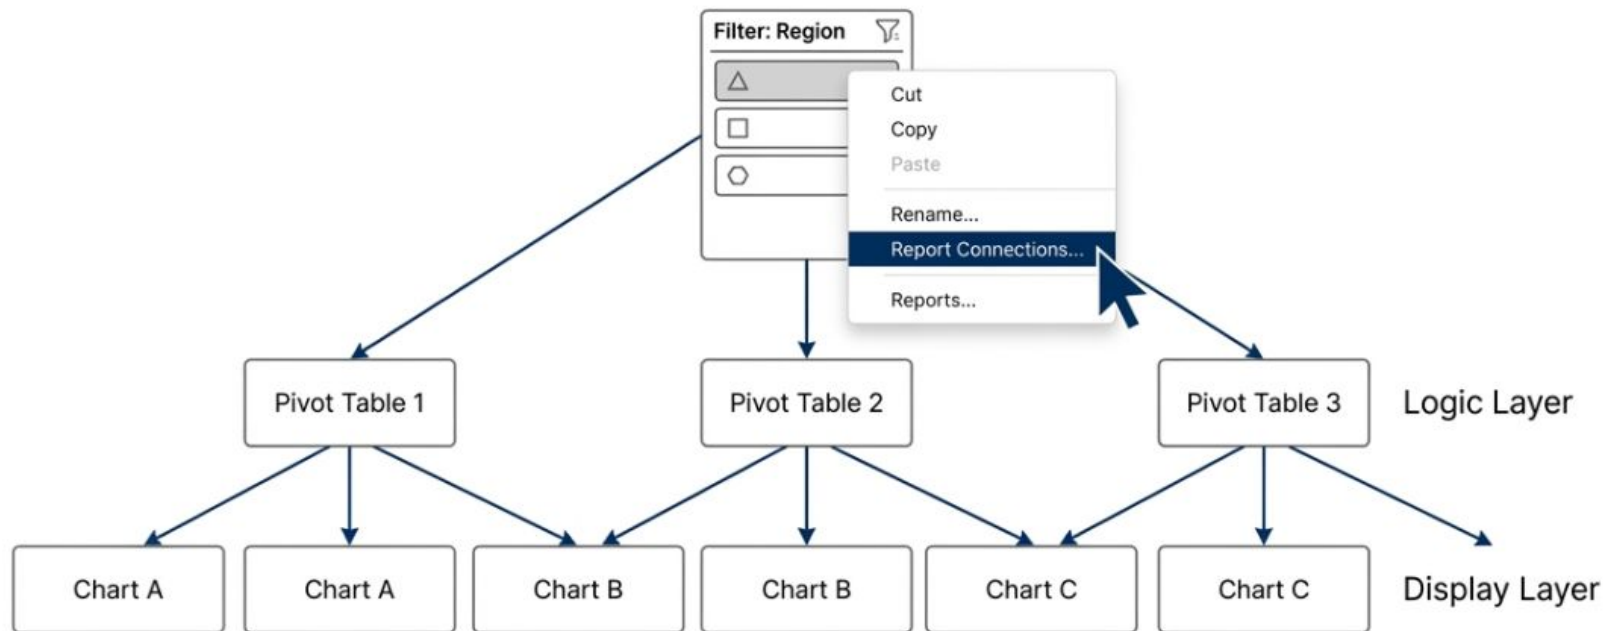 Filter: Region
Cut
Copy
Paste
Rename...
Report Connections...
Reports...
Pivot Table 1
Pivot Table 2
Pivot Table 3
Logic Layer
Chart A
Chart A
Chart B
Chart B
Chart C
Chart C
Display Layer